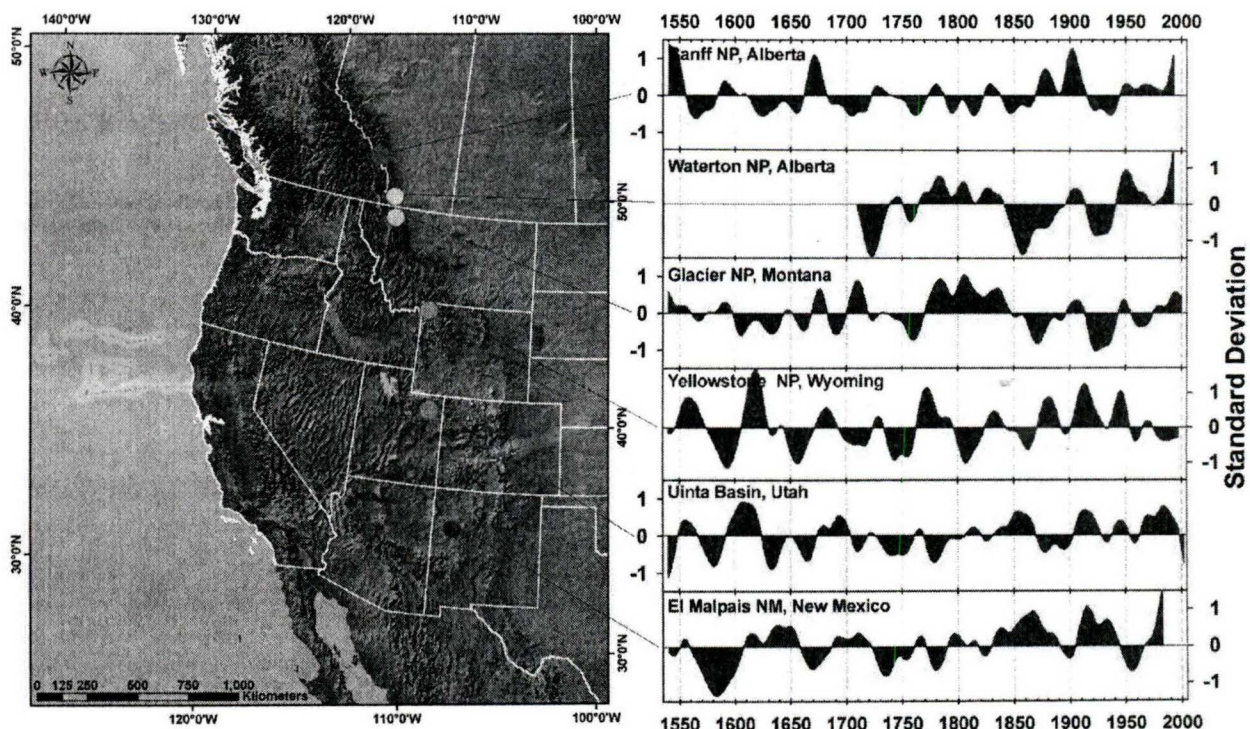 140°0'W 130°0'W 120°0'W 110°0'W 100°0'W
50°0'N
N
W E
S
40°0'N
30°0'N
50°0'N
40°0'N
30°0'N
0 125 250 500 750 1,000
Kilometers
120°0'W 110°0'W 100°0'W
1550 1600 1650 1700 1750 1800 1850 1900 1950 2000
Banff NP, Alberta
1
0
-1
Waterton NP, Alberta
1
0
-1
Glacier NP, Montana
1
0
-1
Yellowstone NP, Wyoming
1
0
-1
Uinta Basin, Utah
1
0
-1
El Malpais NM, New Mexico
1
0
-1
1550 1600 1650 1700 1750 1800 1850 1900 1950 2000
Standard Deviation